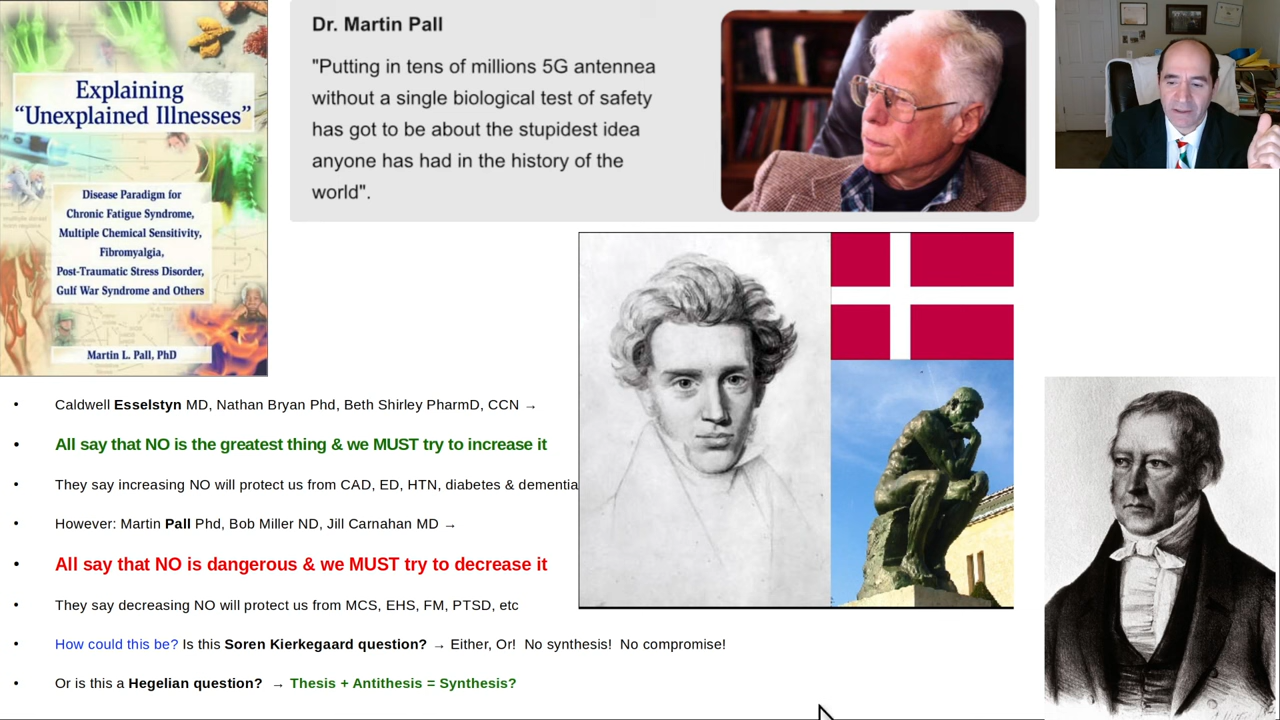 Explaining
“Unexplained Illnesses”
Disease Paradigm for
Chronic Fatigue Syndrome,
Multiple Chemical Sensitivity,
Fibromyalgia,
Post-Traumatic Stress Disorder,
Gulf War Syndrome and Others
Martin L. Pall, PhD
Dr. Martin Pall
"Putting in tens of millions 5G antennea
without a single biological test of safety
has got to be about the stupidest idea
anyone has had in the history of the
world".
• Caldwell Esselstyn MD, Nathan Bryan Phd, Beth Shirley PharmD, CCN →
• All say that NO is the greatest thing & we MUST try to increase it
• They say increasing NO will protect us from CAD, ED, HTN, diabetes & dementia
• However: Martin Pall Phd, Bob Miller ND, Jill Carnahan MD →
• All say that NO is dangerous & we MUST try to decrease it
• They say decreasing NO will protect us from MCS, EHS, FM, PTSD, etc
• How could this be? Is this Soren Kierkegaard question? → Either, Or! No synthesis! No compromise!
• Or is this a Hegelian question? → Thesis + Antithesis = Synthesis?